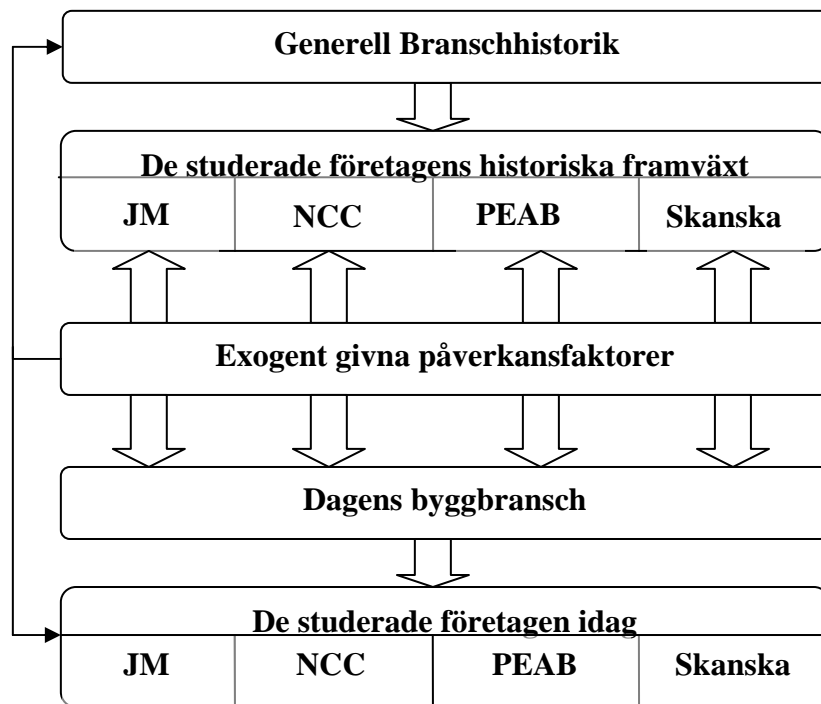 Generell Branschhistorik
De studerade företagens historiska framväxt
JM NCC PEAB Skanska
Exogent givna påverkansfaktorer
Dagens byggbransch
De studerade företagen idag
JM NCC PEAB Skanska